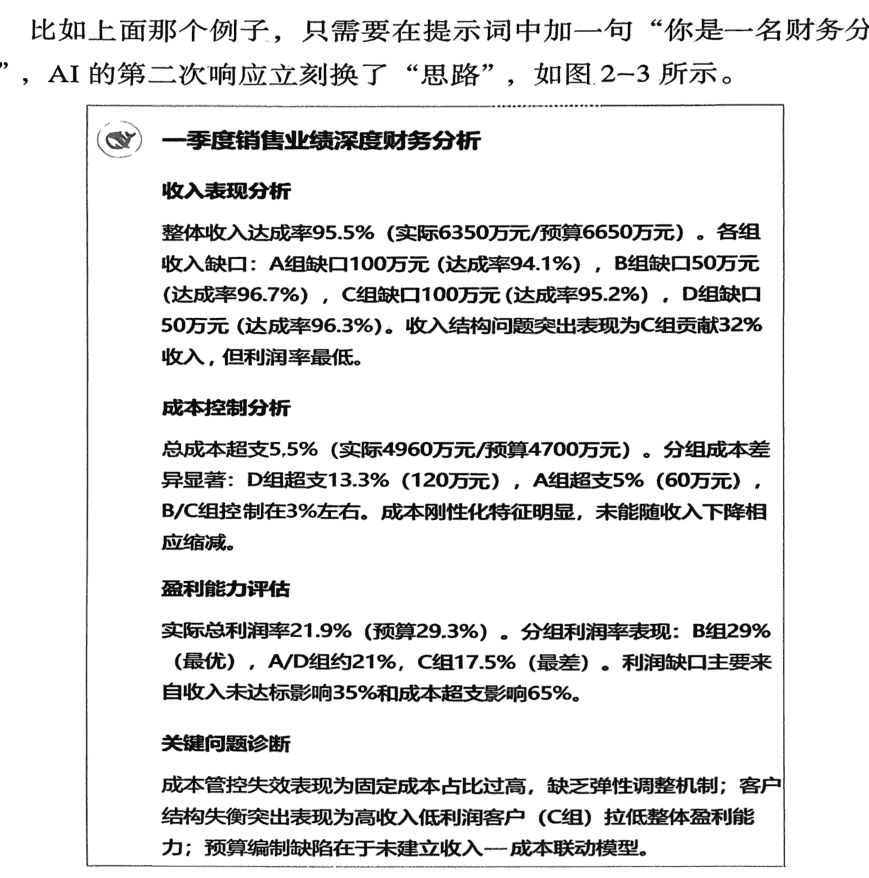 比如上面那个例子，只需要在提示词中加一句“你是一名财务分
”，AI 的第二次响应立刻换了“思路”，如图 2-3 所示。
一季度销售业绩深度财务分析
收入表现分析
整体收入达成率95.5%（实际6350万元/预算6650万元）。各组
收入缺口：A组缺口100万元 (达成率94.1%），B组缺口50万元
(达成率96.7%），C组缺口100万元 (达成率95.2%），D组缺口
50万元 (达成率96.3%)。收入结构问题突出表现为C组贡献32%
收入，但利润率最低。
成本控制分析
总成本超支5,5%（实际4960万元/预算4700万元）。分组成本差
异显著：D组超支13.3%（120万元），A组超支5%（60万元），
B/C组控制在3%左右。成本刚性化特征明显，未能随收入下降相
应缩减。
盈利能力评估
实际总利润率21.9%（预算29.3%）。分组利润率表现：B组29%
（最优），A/D组约21%，C组17.5%（最差）。利润缺口主要来
自收入未达标影响35%和成本超支影响65%。
关键问题诊断
成本管控失效表现为固定成本占比过高，缺乏弹性调整机制；客户
结构失衡突出表现为高收入低利润客户（C组）拉低整体盈利能
力；预算编制缺陷在于未建立收入—成本联动模型。